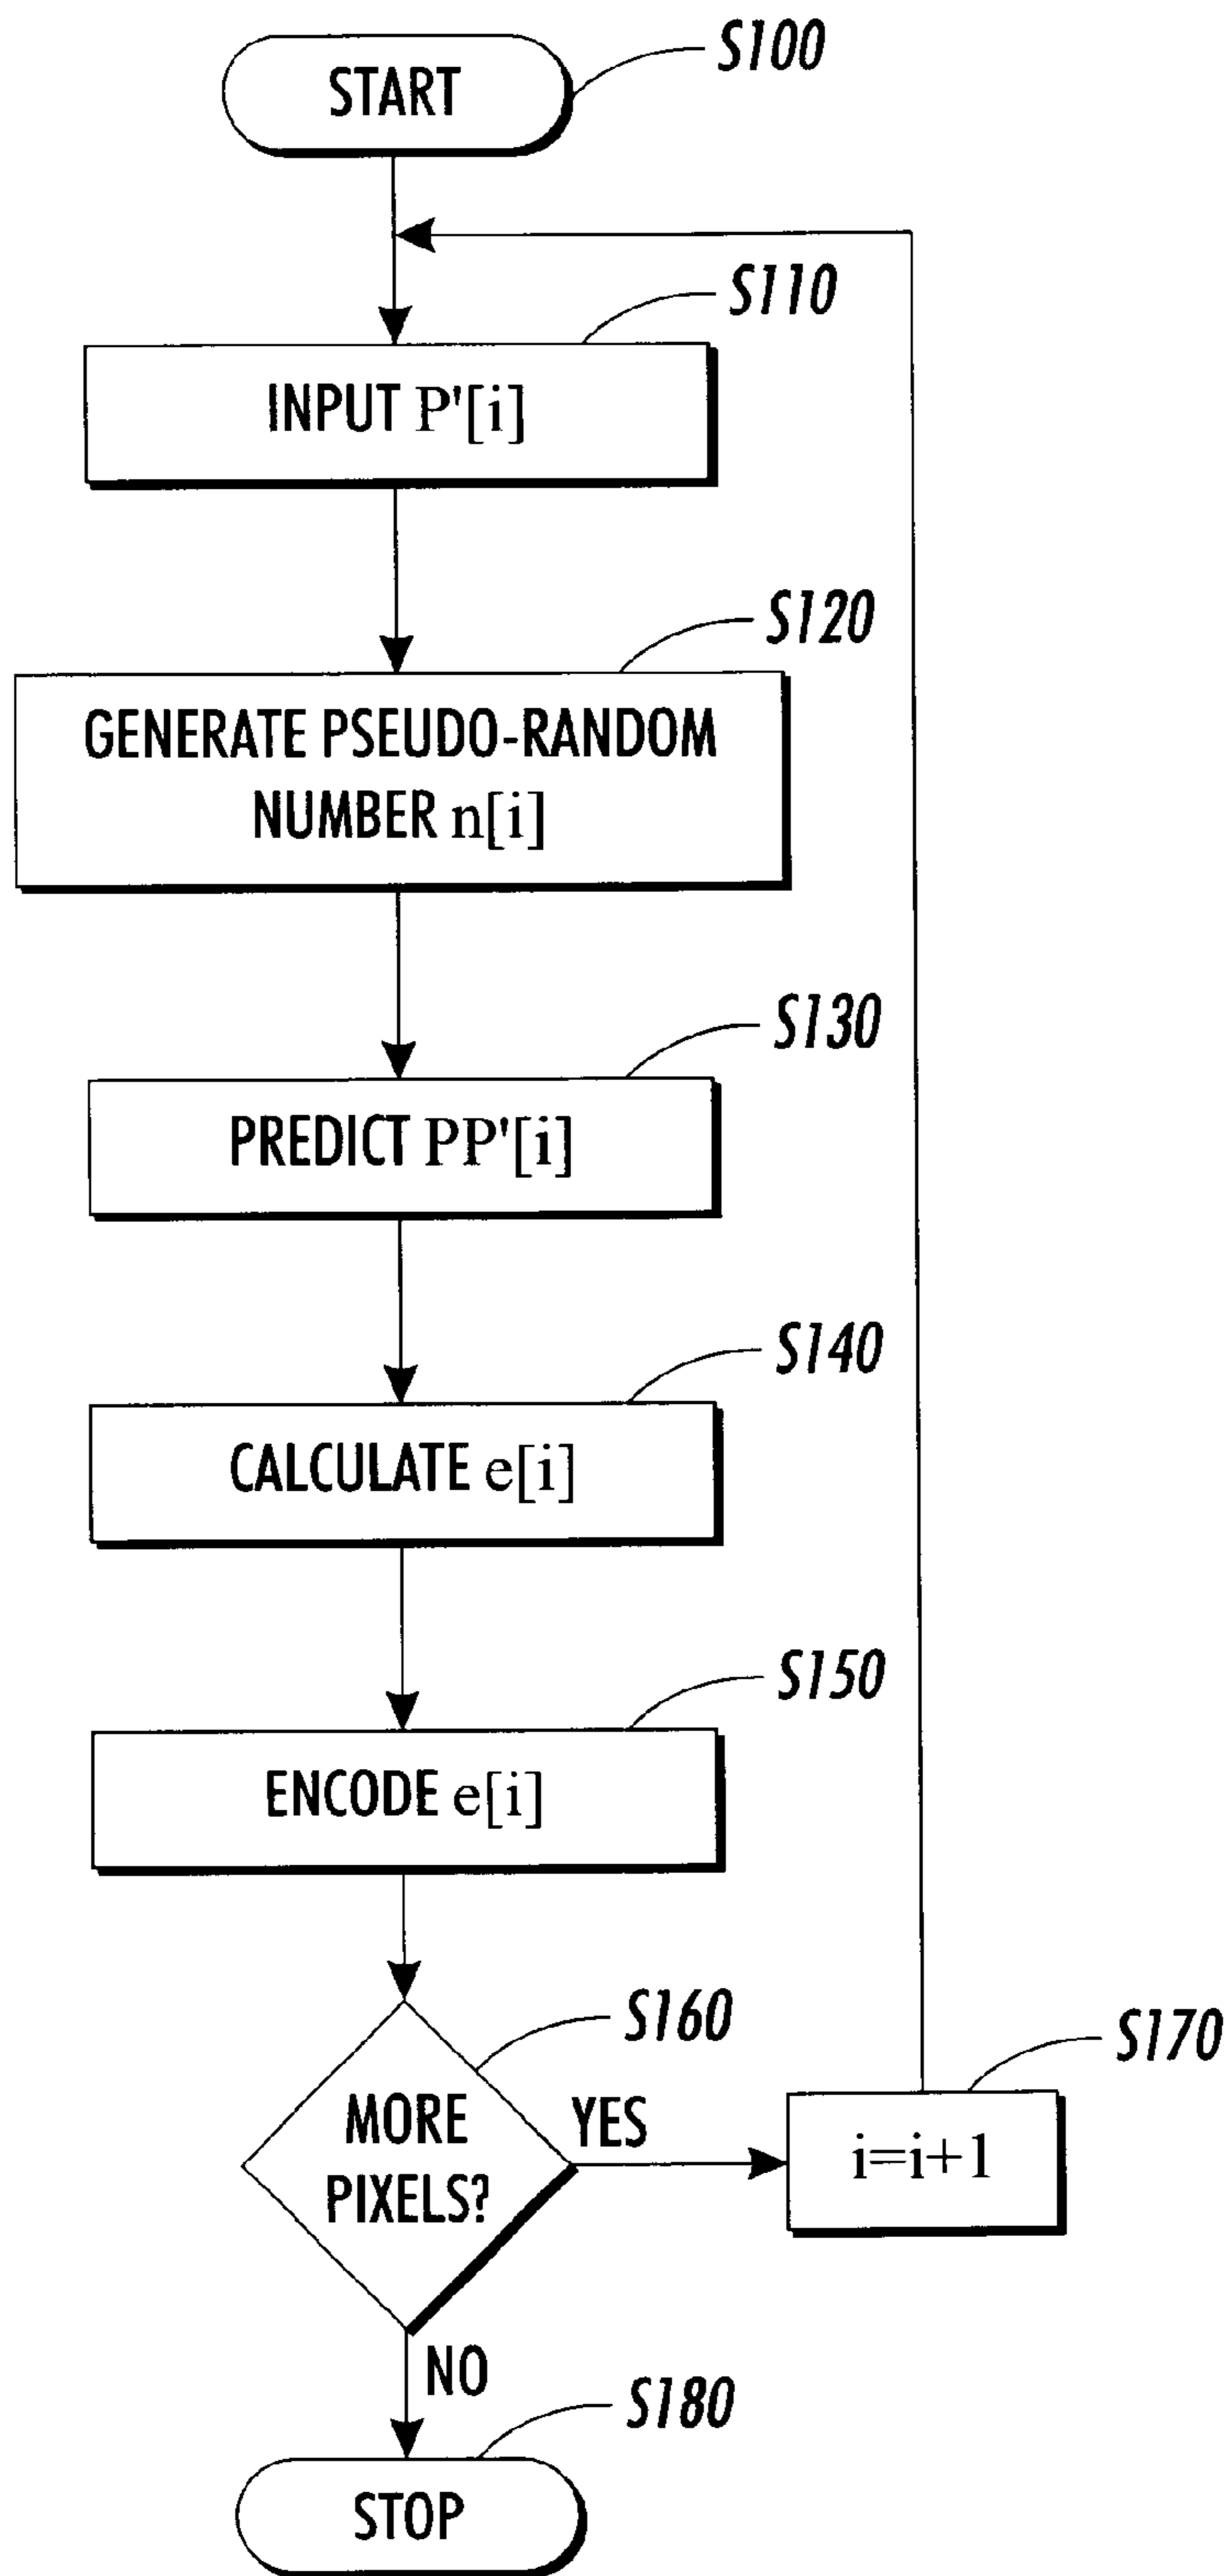 START
S100
S110
INPUT P'[i]
S120
GENERATE PSEUDO-RANDOM
NUMBER n[i]
S130
PREDICT PP'[i]
S140
CALCULATE e[i]
S150
ENCODE e[i]
S160
MORE
PIXELS?
YES
S170
i=i+1
NO
S180
STOP